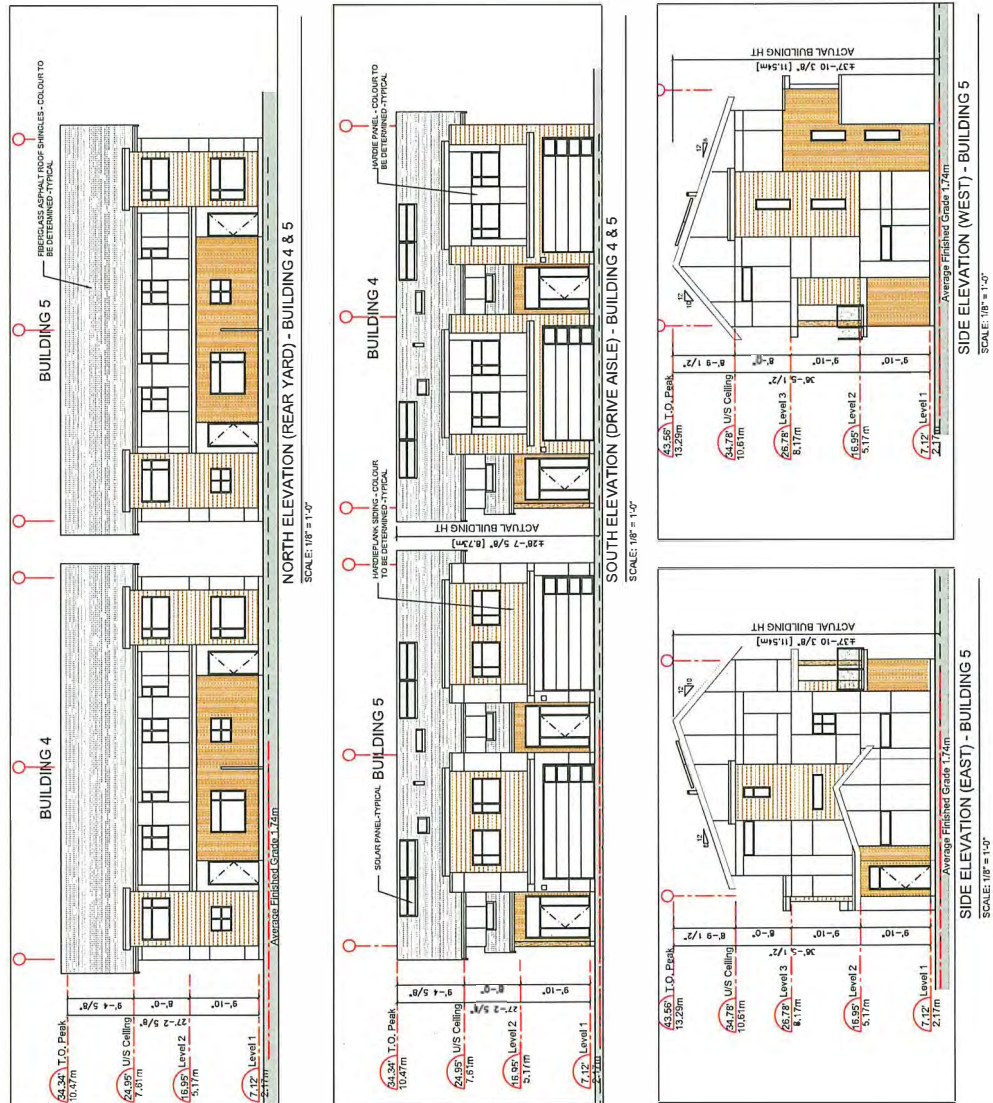 BUILDING 4
BUILDING 5
FIBERGLASS ASPHALT ROOF SHINGLES - COLOUR TO
BE DETERMINED -TYPICAL
34.34' T.O. Peak
10.47m
24.95' U/S Ceiling
7.61m
16.95' Level 2
5.17m
7.12' Level 1
2.17m
9'-4 5/8"
8'-0"
9'-10"
27'-2 5/8"
Average Finished Grade 1.74m
NORTH ELEVATION (REAR YARD) - BUILDING 4 & 5
SCALE: 1/8" = 1'-0"
BUILDING 5
BUILDING 4
SOLAR PANEL-TYPICAL
HARDIEPLANK SIDING - COLOUR
TO BE DETERMINED -TYPICAL
HARDIE PANEL - COLOUR TO
BE DETERMINED -TYPICAL
34.34' T.O. Peak
10.47m
24.95' U/S Ceiling
7.61m
16.95' Level 2
5.17m
7.12' Level 1
9'-4 5/8"
8'-0"
9'-10"
27'-2 5/8"
±28'-7 5/8" [8.73m]
ACTUAL BUILDING HT
SOUTH ELEVATION (DRIVE AISLE) - BUILDING 4 & 5
SCALE: 1/8" = 1'-0"
43.56' T.O. Peak
13.29m
34.78' U/S Ceiling
10.61m
26.78' Level 3
8.17m
16.95' Level 2
5.17m
7.12' Level 1
2.17m
8'-9 1/2"
8'-0"
9'-10"
9'-10"
36'-5 1/2"
12
12
10
±37'-10 3/8" [11.54m]
ACTUAL BUILDING HT
Average Finished Grade 1.74m
SIDE ELEVATION (EAST) - BUILDING 5
SCALE: 1/8" = 1'-0"
43.56' T.O. Peak
13.29m
34.78' U/S Ceiling
10.61m
26.78' Level 3
8.17m
16.95' Level 2
5.17m
7.12' Level 1
2.17m
8'-9 1/2"
8'-0"
9'-10"
9'-10"
36'-5 1/2"
12
10
12
±37'-10 3/8" [11.54m]
ACTUAL BUILDING HT
Average Finished Grade 1.74m
SIDE ELEVATION (WEST) - BUILDING 5
SCALE: 1/8" = 1'-0"